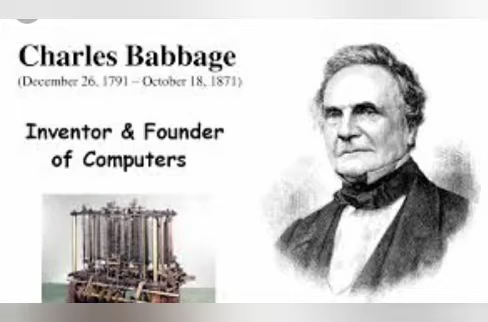 Charles Babbage
(December 26, 1791 – October 18, 1871)
Inventor & Founder
of Computers